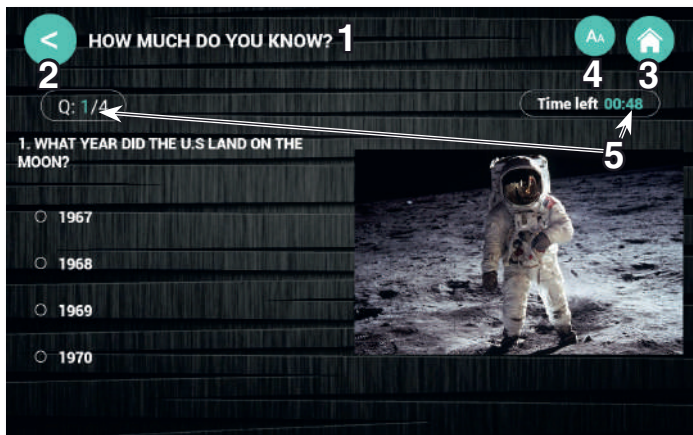 < HOW MUCH DO YOU KNOW? 1 AA
2 4 3
Q: 1/4 Time left 00:48
5
1. WHAT YEAR DID THE U.S LAND ON THE
MOON?
1967
1968
1969
1970